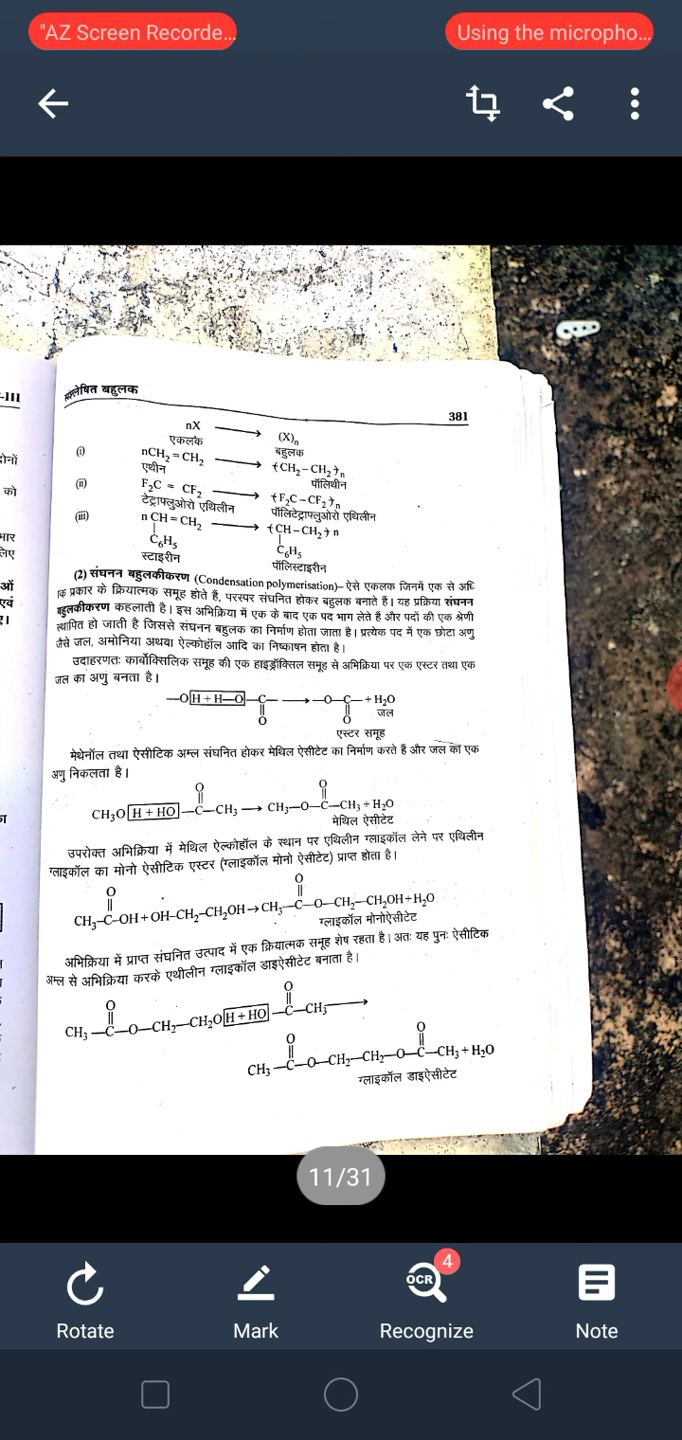 "AZ Screen Recorde...
Using the micropho...
-III
दोनों
को
भार
लिए
ओं
एवं
है।
संश्लेषित बहुलक
381
nX ⟶ (X)n
एकलक बहुलक
(i) nCH2 = CH2 ⟶ ⟮CH2 – CH2⟯n
एथीन पॉलिथीन
(ii) F2C = CF2 ⟶ ⟮F2C – CF2⟯n
टेट्राफ्लुओरो एथिलीन पॉलिटेट्राफ्लुओरो एथिलीन
(iii) n CH = CH2 ⟶ ⟮CH – CH2⟯ n
| |
C6H5 C6H5
स्टाइरीन पॉलिस्टाइरीन
(2) संघनन बहुलकीकरण (Condensation polymerisation)– ऐसे एकलक जिनमें एक से अधि
क प्रकार के क्रियात्मक समूह होते हैं, परस्पर संघनित होकर बहुलक बनाते हैं। यह प्रक्रिया संघनन
बहुलकीकरण कहलाती है। इस अभिक्रिया में एक के बाद एक पद भाग लेते हैं और पदों की एक श्रेणी
स्थापित हो जाती है जिससे संघनन बहुलक का निर्माण होता जाता है। प्रत्येक पद में एक छोटा अणु
जैसे जल, अमोनिया अथवा ऐल्कोहॉल आदि का निष्काषन होता है।
उदाहरणतः कार्बोक्सिलिक समूह की एक हाइड्रॉक्सिल समूह से अभिक्रिया पर एक एस्टर तथा एक
जल का अणु बनता है।
—O H + H—O —C— ⟶ —O—C— + H2O
|| || जल
O O
एस्टर समूह
मेथेनॉल तथा ऐसीटिक अम्ल संघनित होकर मेथिल ऐसीटेट का निर्माण करते हैं और जल का एक
अणु निकलता है।
O O
|| ||
CH3O H + HO —C—CH3 ⟶ CH3—O—C—CH3 + H2O
मेथिल ऐसीटेट
उपरोक्त अभिक्रिया में मेथिल ऐल्कोहॉल के स्थान पर एथिलीन ग्लाइकॉल लेने पर एथिलीन
ग्लाइकॉल का मोनो ऐसीटिक एस्टर (ग्लाइकॉल मोनो ऐसीटेट) प्राप्त होता है।
O O
|| ||
CH3–C–OH + OH–CH2–CH2OH → CH3–C–O–CH2–CH2OH + H2O
ग्लाइकॉल मोनोऐसीटेट
अभिक्रिया में प्राप्त संघनित उत्पाद में एक क्रियात्मक समूह शेष रहता है। अतः यह पुनः ऐसीटिक
अम्ल से अभिक्रिया करके एथीलीन ग्लाइकॉल डाइऐसीटेट बनाता है।
O O
|| ||
CH3—C—O—CH2—CH2O H + HO —C—CH3 ⟶
O O
|| ||
CH3—C—O—CH2—CH2—O—C—CH3 + H2O
ग्लाइकॉल डाइऐसीटेट
11/31
4
OCR
Rotate
Mark
Recognize
Note